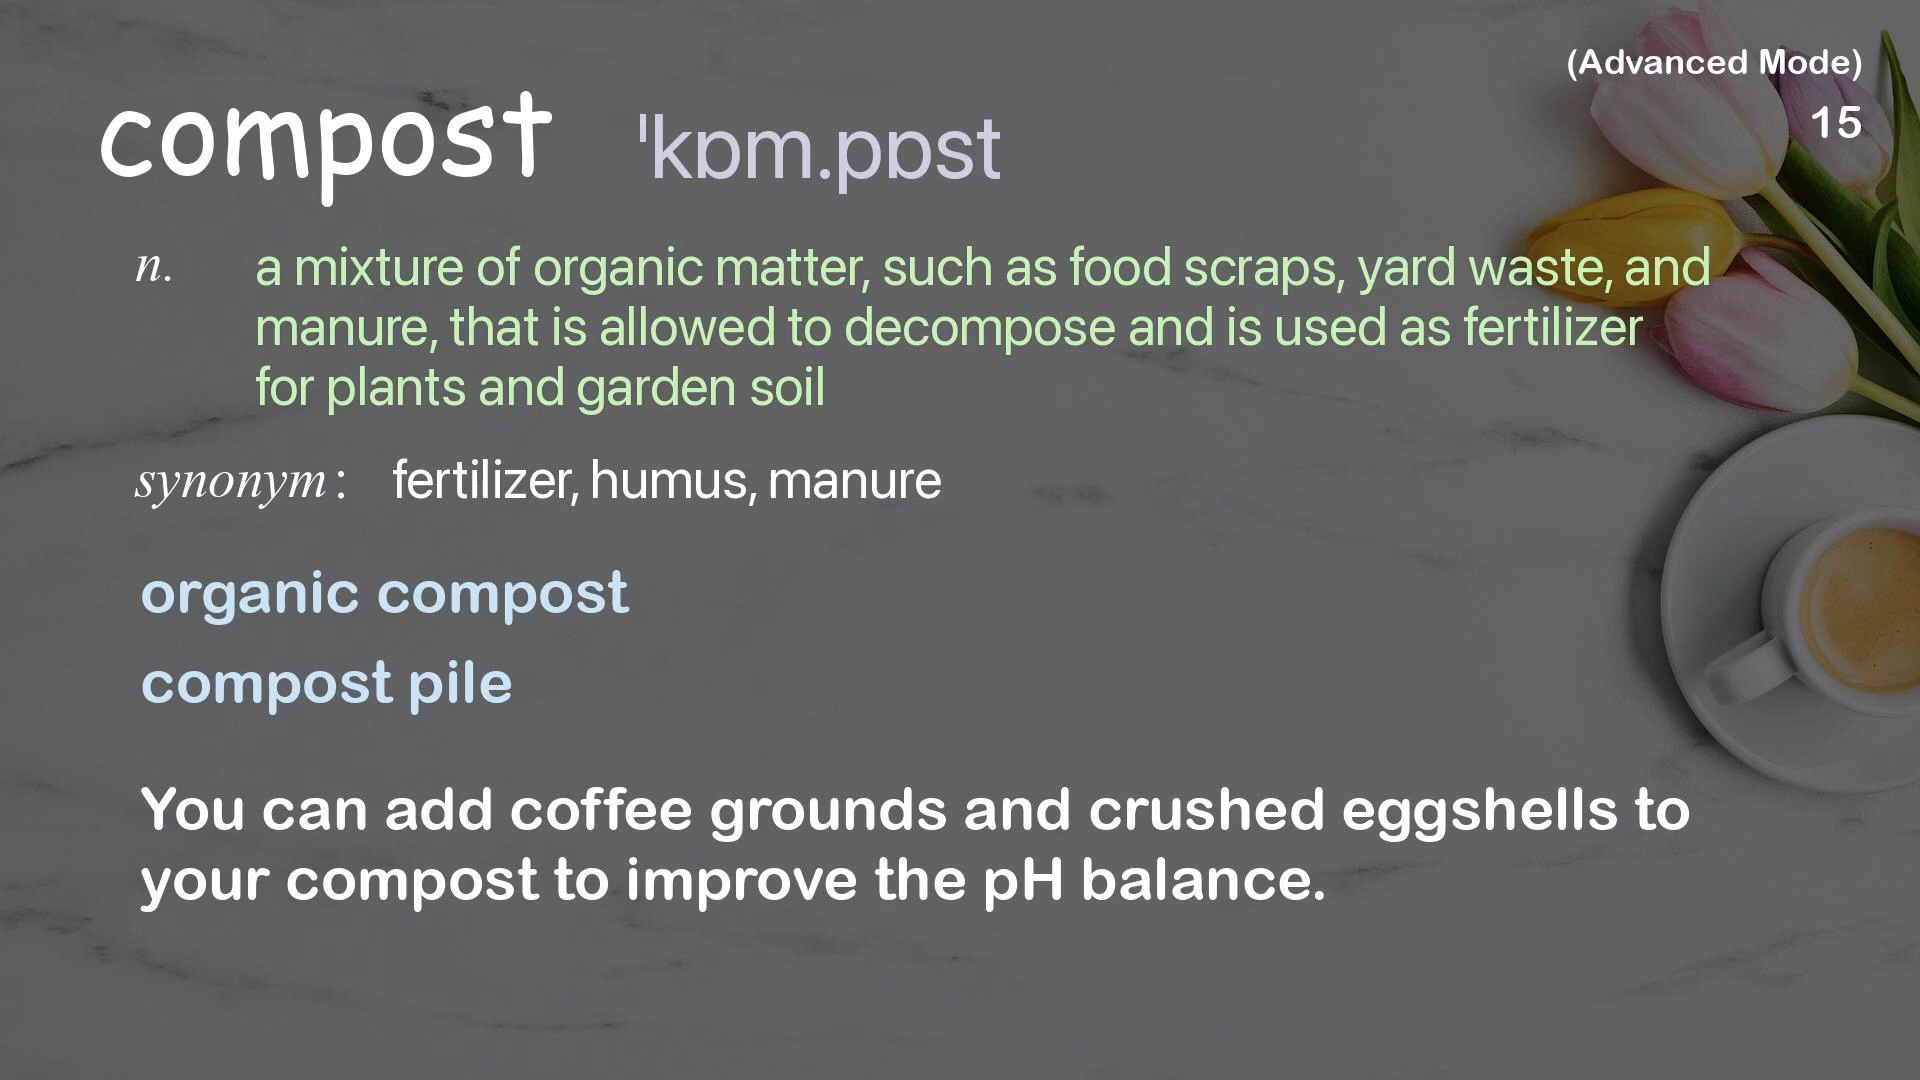 (Advanced Mode)
compost ˈkɒm.pɒst
15
n. a mixture of organic matter, such as food scraps, yard waste, and
manure, that is allowed to decompose and is used as fertilizer
for plants and garden soil
synonym: fertilizer, humus, manure
organic compost
compost pile
You can add coffee grounds and crushed eggshells to
your compost to improve the pH balance.